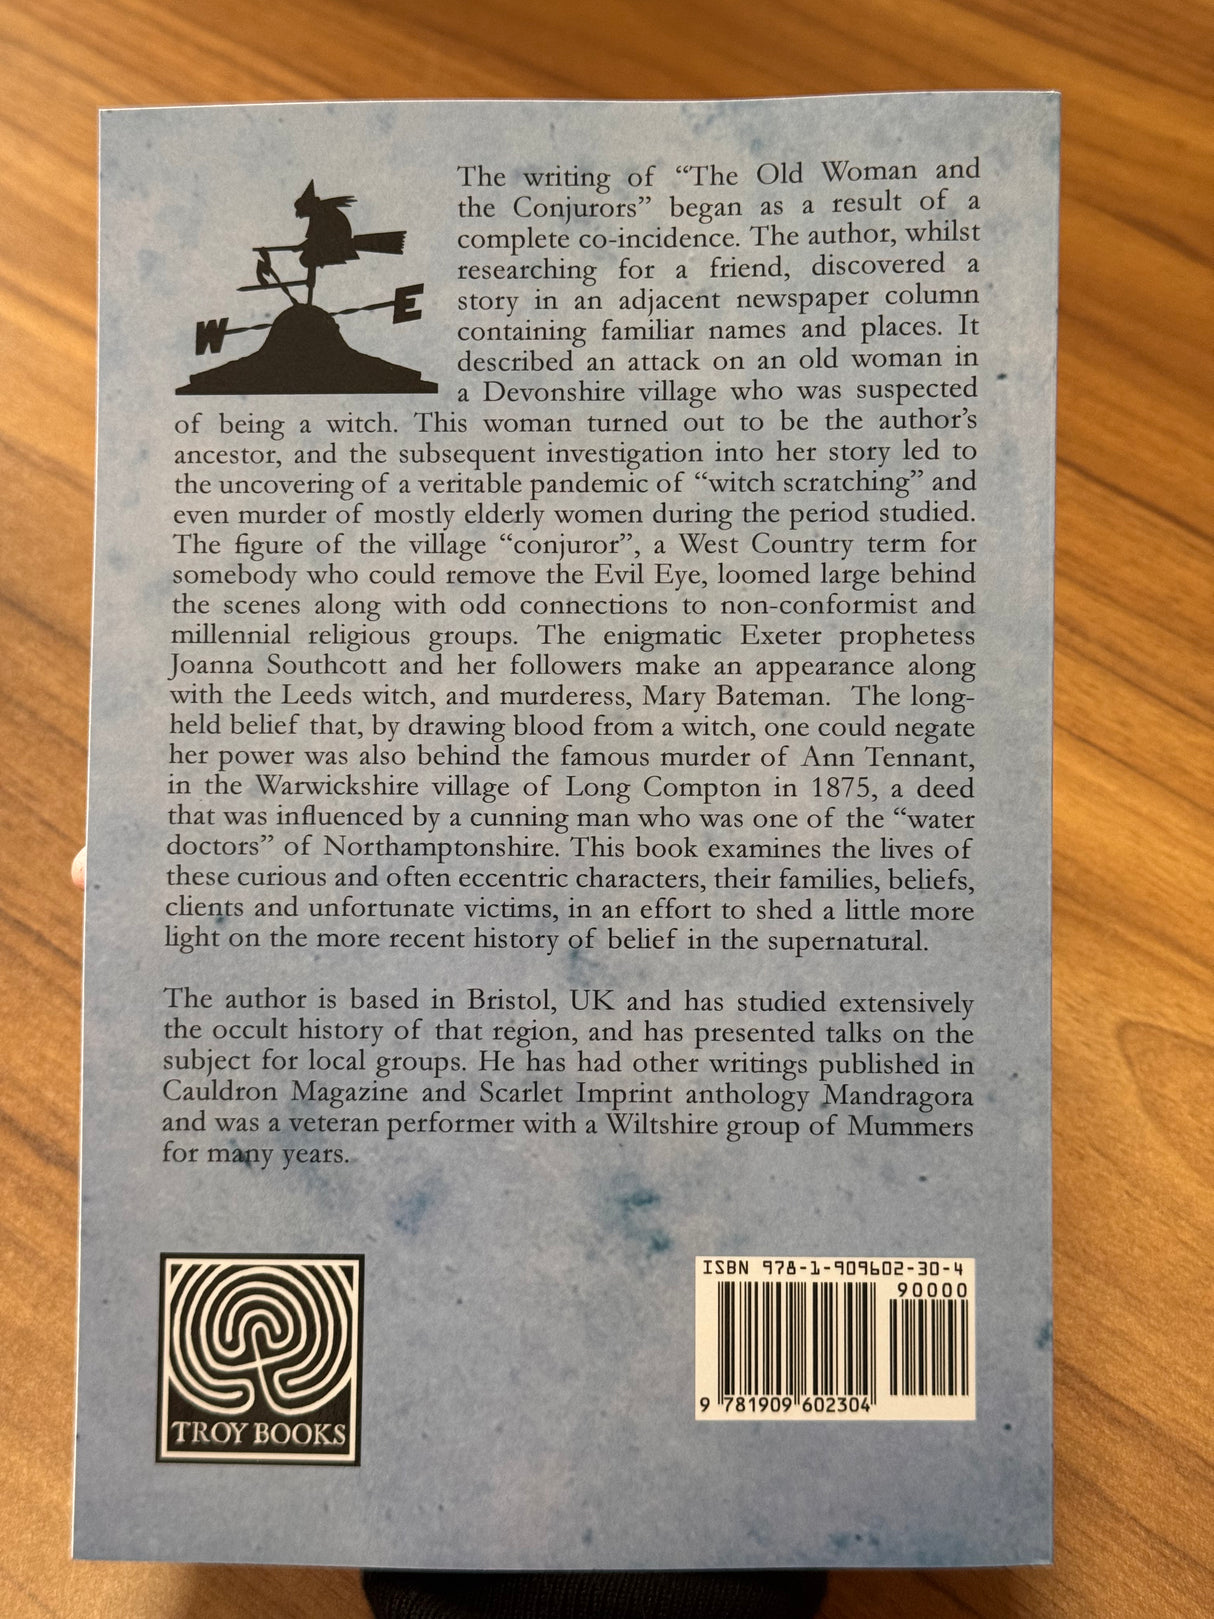 The writing of “The Old Woman and
the Conjurors” began as a result of a
complete co-incidence. The author, whilst
researching for a friend, discovered a
story in an adjacent newspaper column
containing familiar names and places. It
described an attack on an old woman in
a Devonshire village who was suspected
of being a witch. This woman turned out to be the author’s
ancestor, and the subsequent investigation into her story led to
the uncovering of a veritable pandemic of “witch scratching” and
even murder of mostly elderly women during the period studied.
The figure of the village “conjuror”, a West Country term for
somebody who could remove the Evil Eye, loomed large behind
the scenes along with odd connections to non-conformist and
millennial religious groups. The enigmatic Exeter prophetess
Joanna Southcott and her followers make an appearance along
with the Leeds witch, and murderess, Mary Bateman. The long-
held belief that, by drawing blood from a witch, one could negate
her power was also behind the famous murder of Ann Tennant,
in the Warwickshire village of Long Compton in 1875, a deed
that was influenced by a cunning man who was one of the “water
doctors” of Northamptonshire. This book examines the lives of
these curious and often eccentric characters, their families, beliefs,
clients and unfortunate victims, in an effort to shed a little more
light on the more recent history of belief in the supernatural.
The author is based in Bristol, UK and has studied extensively
the occult history of that region, and has presented talks on the
subject for local groups. He has had other writings published in
Cauldron Magazine and Scarlet Imprint anthology Mandragora
and was a veteran performer with a Wiltshire group of Mummers
for many years.
W E
TROY BOOKS
ISBN 978-1-909602-30-4
90000
9 781909 602304